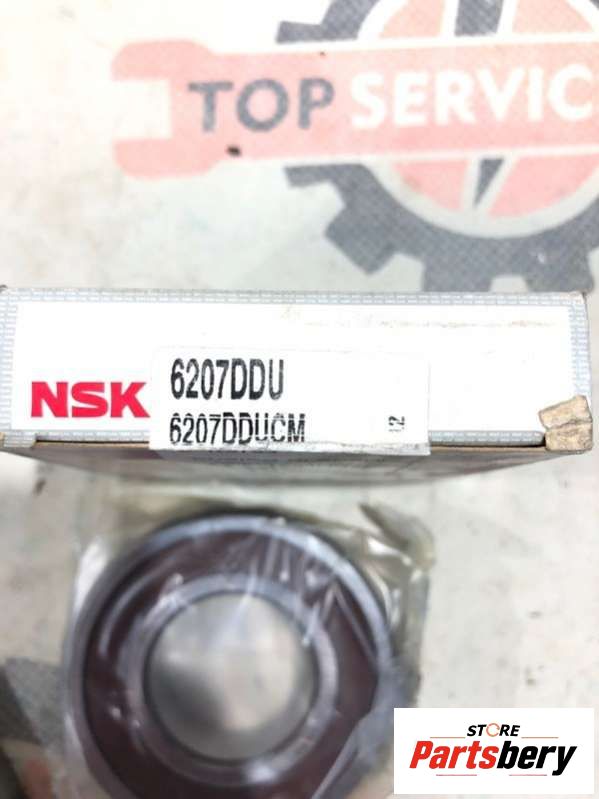 TOP SERVIC
NSK
6207DDU
6207DDUCM
12
STORE
Partsbery